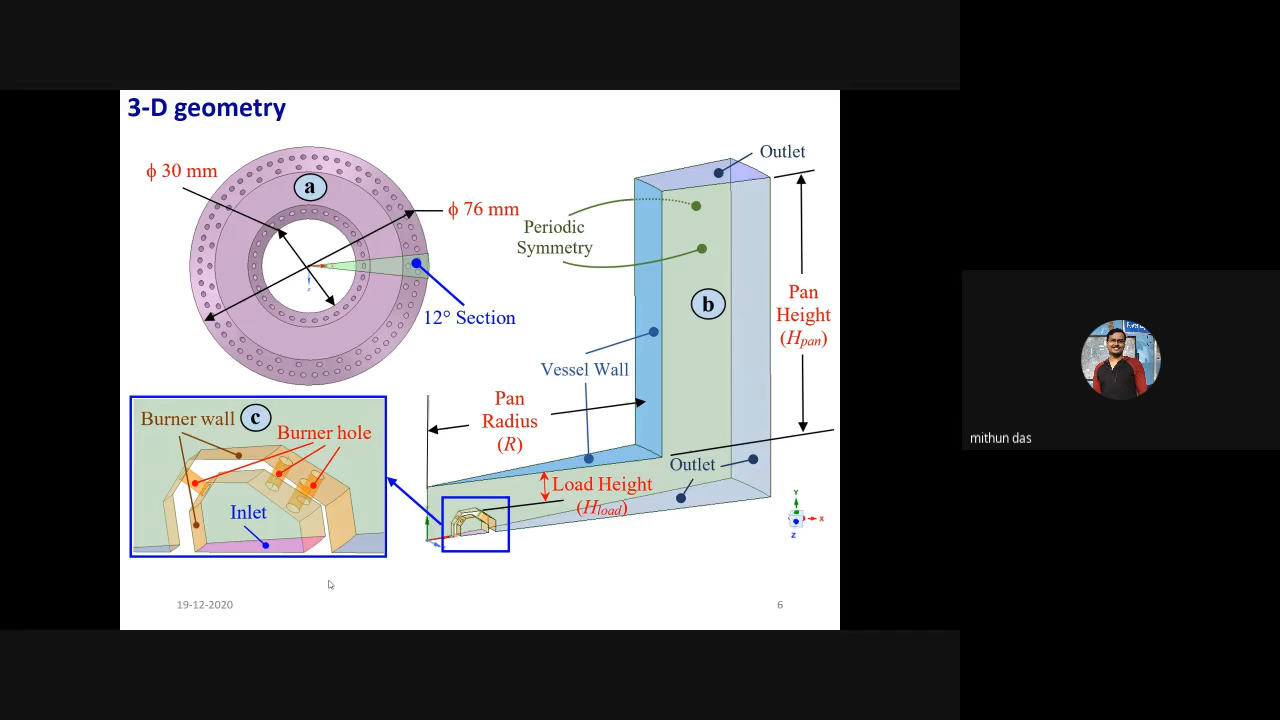 3-D geometry
ϕ 30 mm
a
ϕ 76 mm
12° Section
Outlet
Periodic
Symmetry
b
Pan
Height
(Hpan)
Vessel Wall
Pan
Radius
(R)
Outlet
Load Height
(Hload)
Burner wall
c
Burner hole
Inlet
Y
X
Z
19-12-2020
6
mithun das